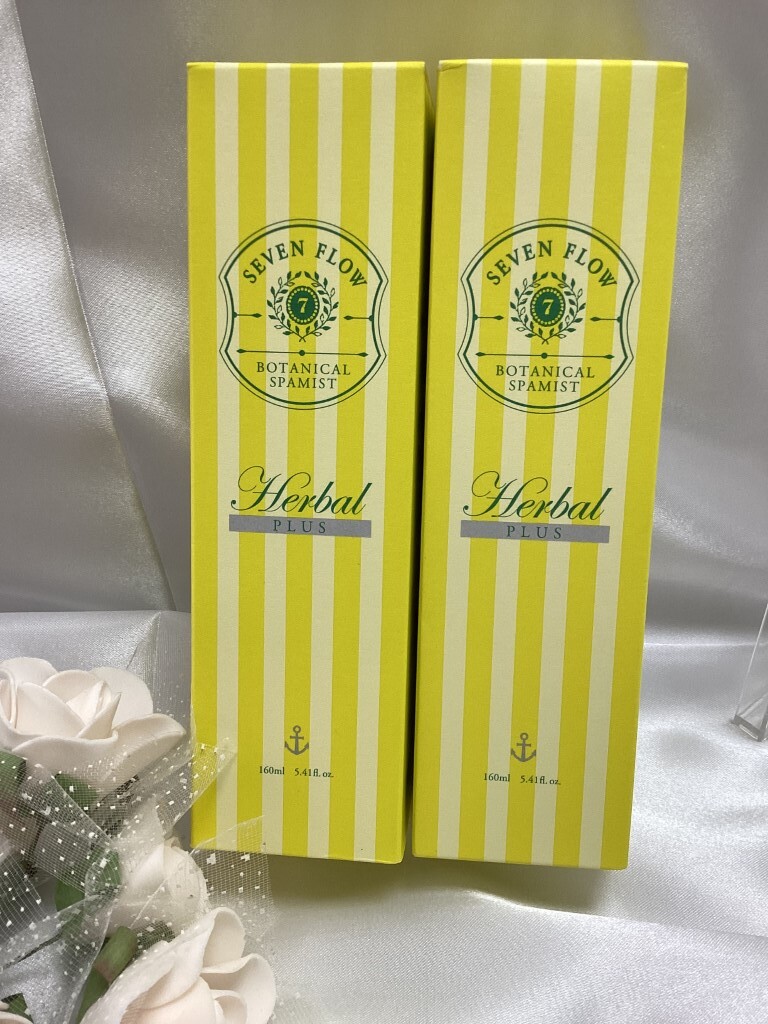 SEVEN FLOW
7
BOTANICAL
SPAMIST
Herbal
PLUS
160ml 5.41fl.oz.
SEVEN FLOW
7
BOTANICAL
SPAMIST
Herbal
PLUS
160ml 5.41fl.oz.